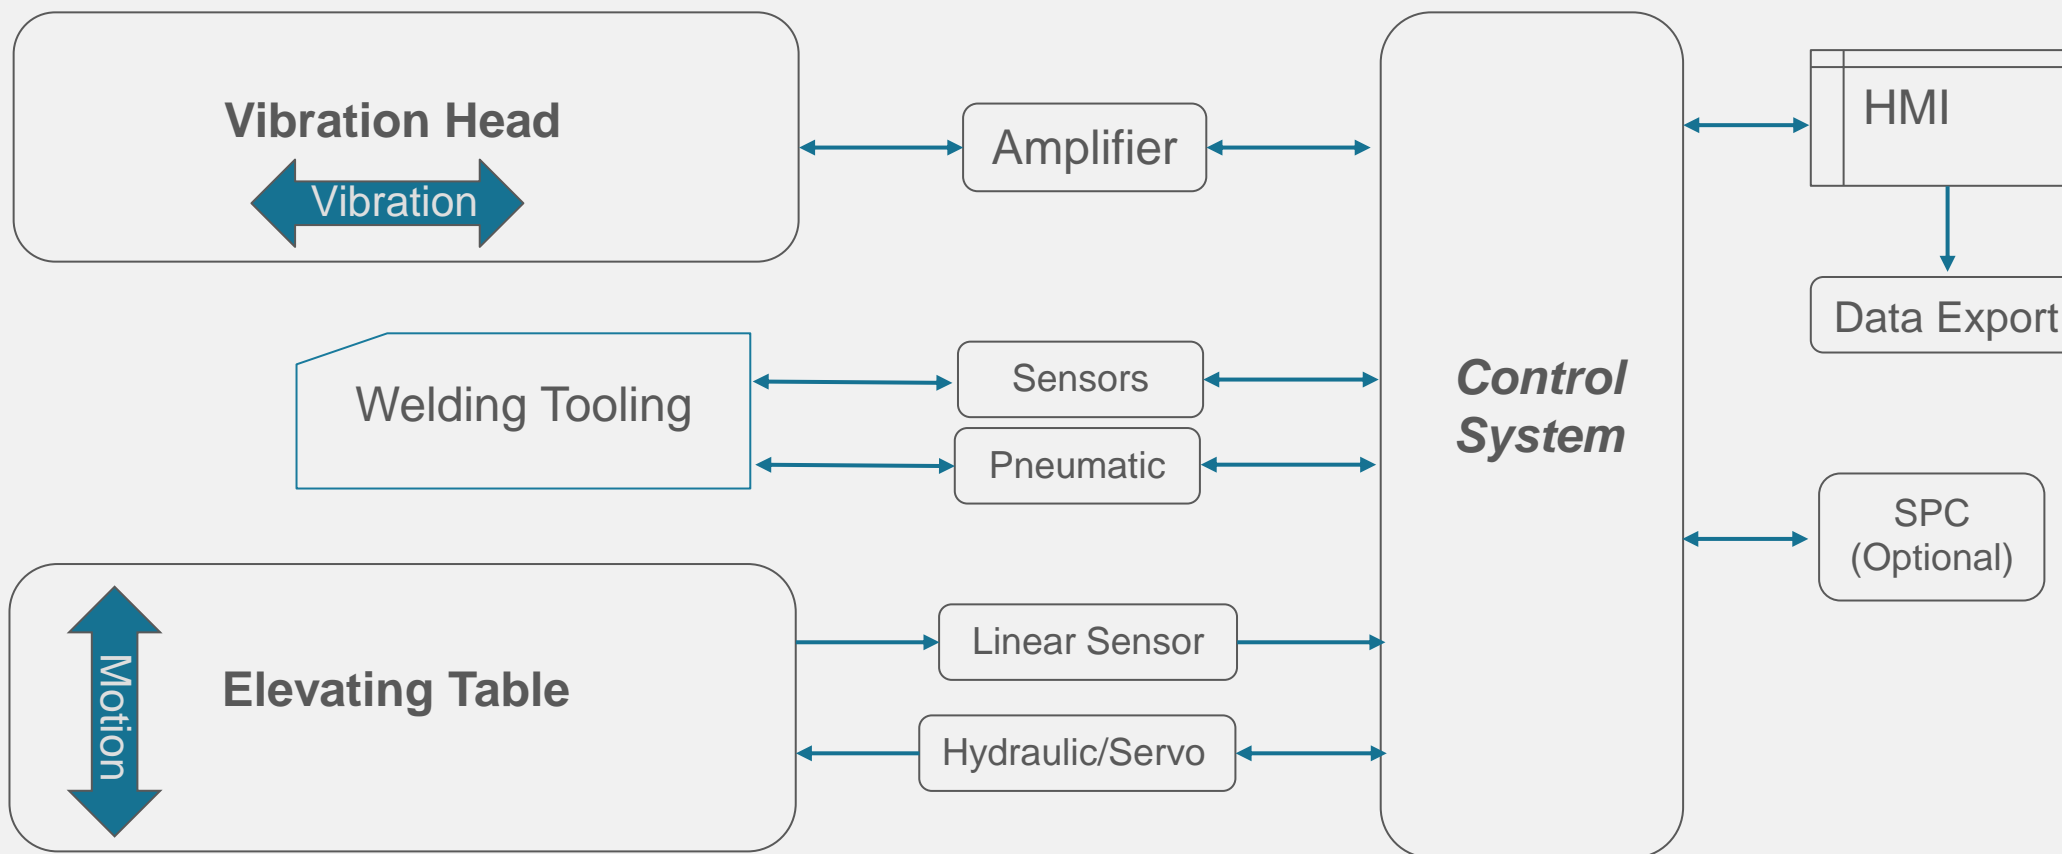 Vibration Head
Vibration
Amplifier
HMI
Data Export
Welding Tooling
Sensors
Pneumatic
Control
System
SPC
(Optional)
Motion
Elevating Table
Linear Sensor
Hydraulic/Servo